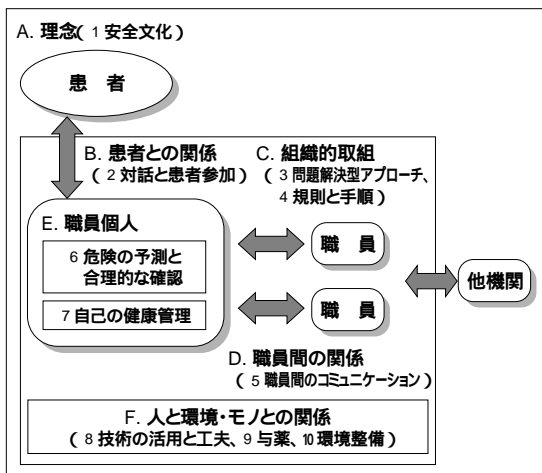 A. 理念( 1 安全文化 )
患 者
B. 患者との関係
( 2 対話と患者参加 )
C. 組織的取組
( 3 問題解決型アプローチ、
4 規則と手順 )
E. 職員個人
6 危険の予測と
合理的な確認
7 自己の健康管理
職 員
職 員
他機関
D. 職員間の関係
( 5 職員間のコミュニケーション )
F. 人と環境・モノとの関係
( 8 技術の活用と工夫、9 与薬、10 環境整備 )